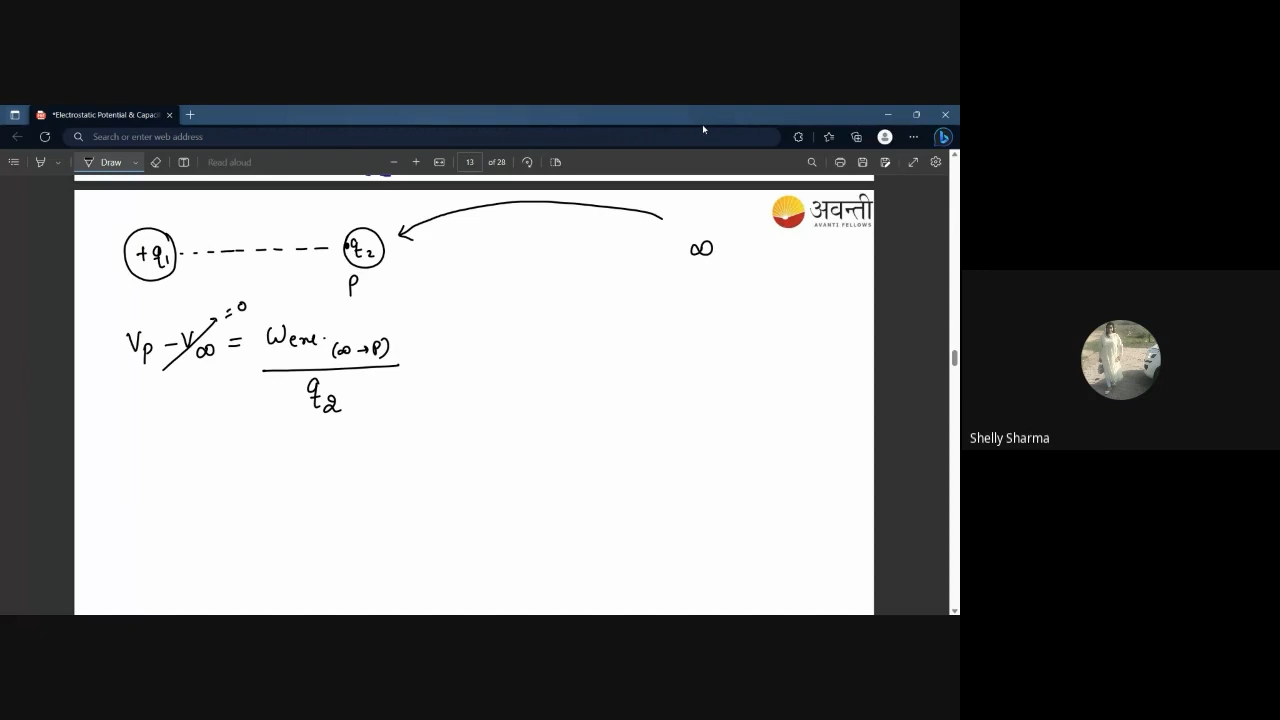 *Electrostatic Potential & Capaci
Search or enter web address
Draw
Read aloud
13 of 28
अवन्ती
AVANTI FELLOWS
+q₁ q₂ ∞
P
= 0
Vp - V∞ = Wext. (∞→P)
q₂
Shelly Sharma